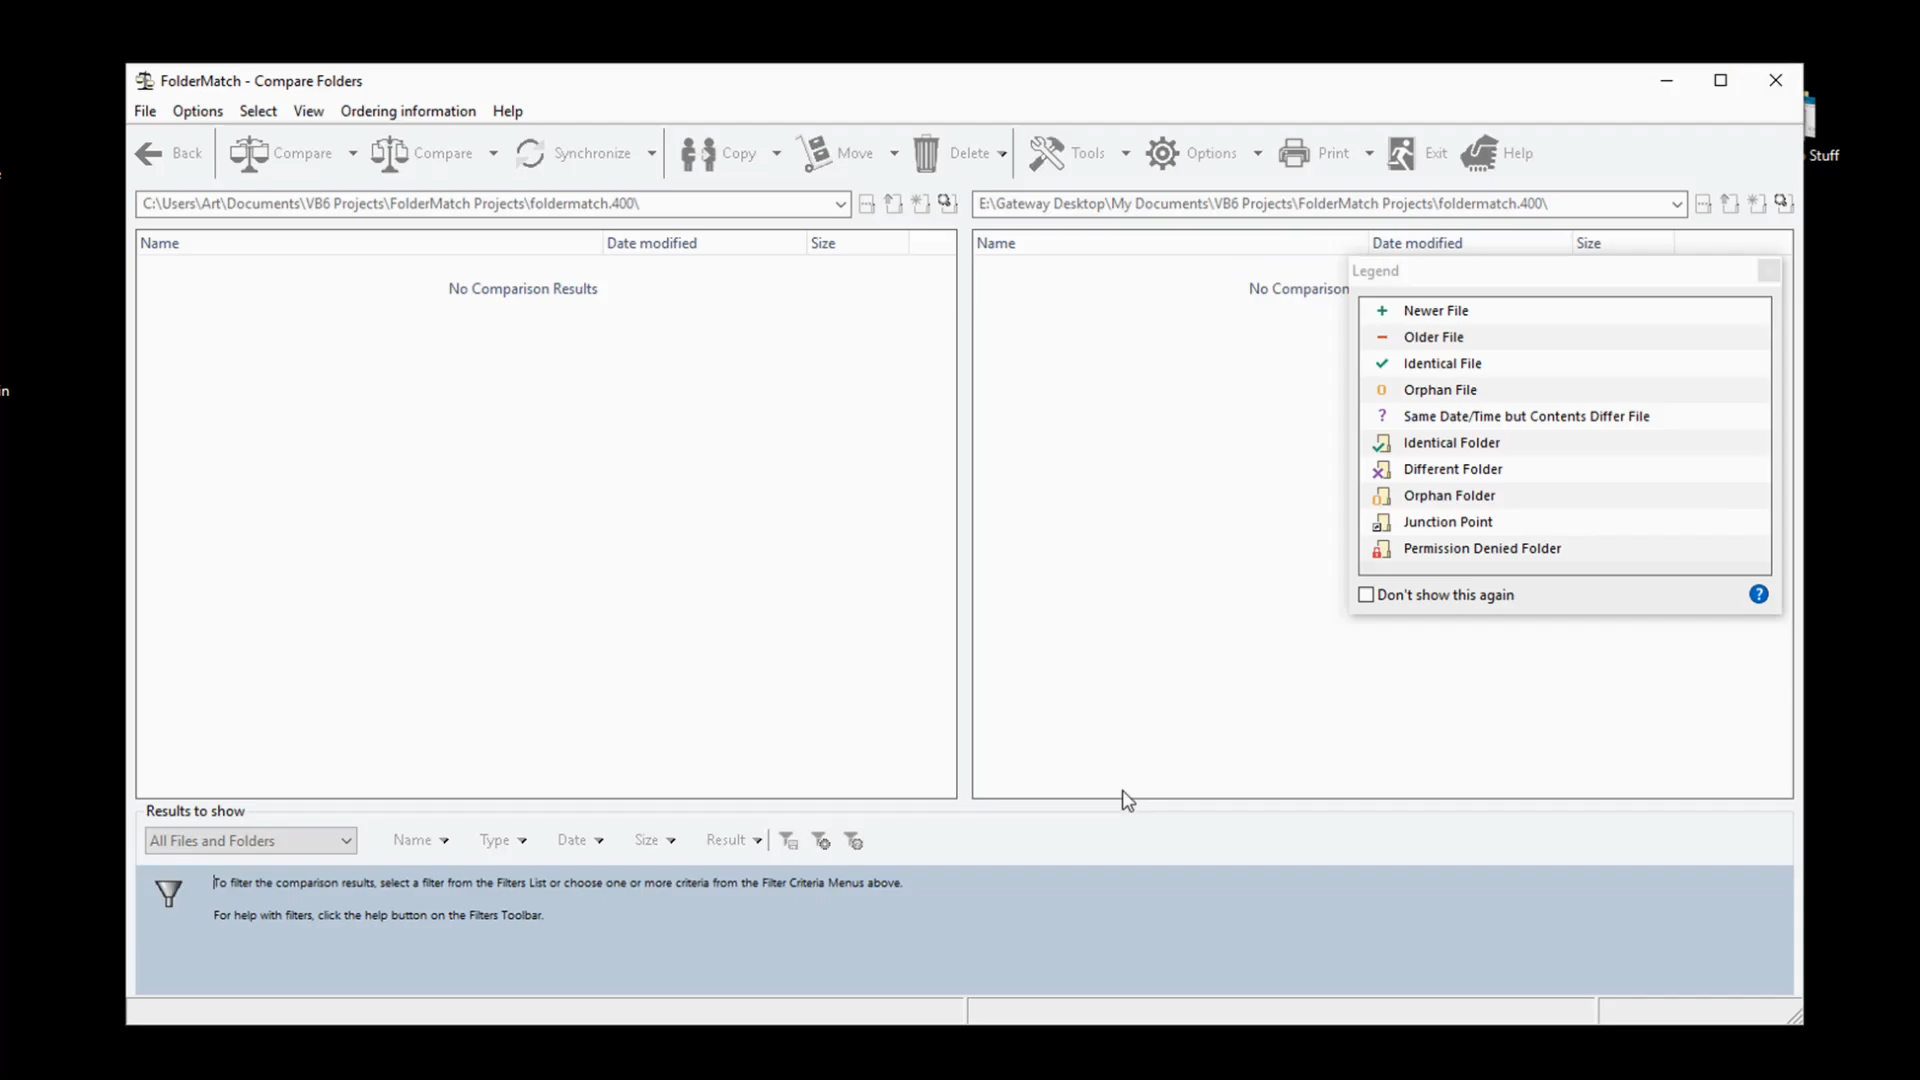 FolderMatch - Compare Folders
File Options Select View Ordering information Help
Back Compare Compare Synchronize Copy Move Delete Tools Options Print Exit Help
Stuff
C:\Users\Art\Documents\VB6 Projects\FolderMatch Projects\foldermatch.400\
E:\Gateway Desktop\My Documents\VB6 Projects\FolderMatch Projects\foldermatch.400\
Name Date modified Size
No Comparison Results
Name Date modified Size
No Comparison
Legend
+ Newer File
− Older File
Identical File
0 Orphan File
? Same Date/Time but Contents Differ File
Identical Folder
Different Folder
Orphan Folder
Junction Point
Permission Denied Folder
Don't show this again
?
in
Results to show
All Files and Folders Name Type Date Size Result
To filter the comparison results, select a filter from the Filters List or choose one or more criteria from the Filter Criteria Menus above.
For help with filters, click the help button on the Filters Toolbar.